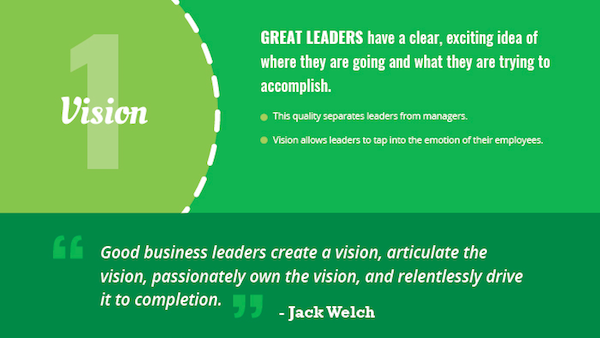 1
Vision
GREAT LEADERS have a clear, exciting idea of
where they are going and what they are trying to
accomplish.
This quality separates leaders from managers.
Vision allows leaders to tap into the emotion of their employees.
“Good business leaders create a vision, articulate the
vision, passionately own the vision, and relentlessly drive
it to completion.”
- Jack Welch